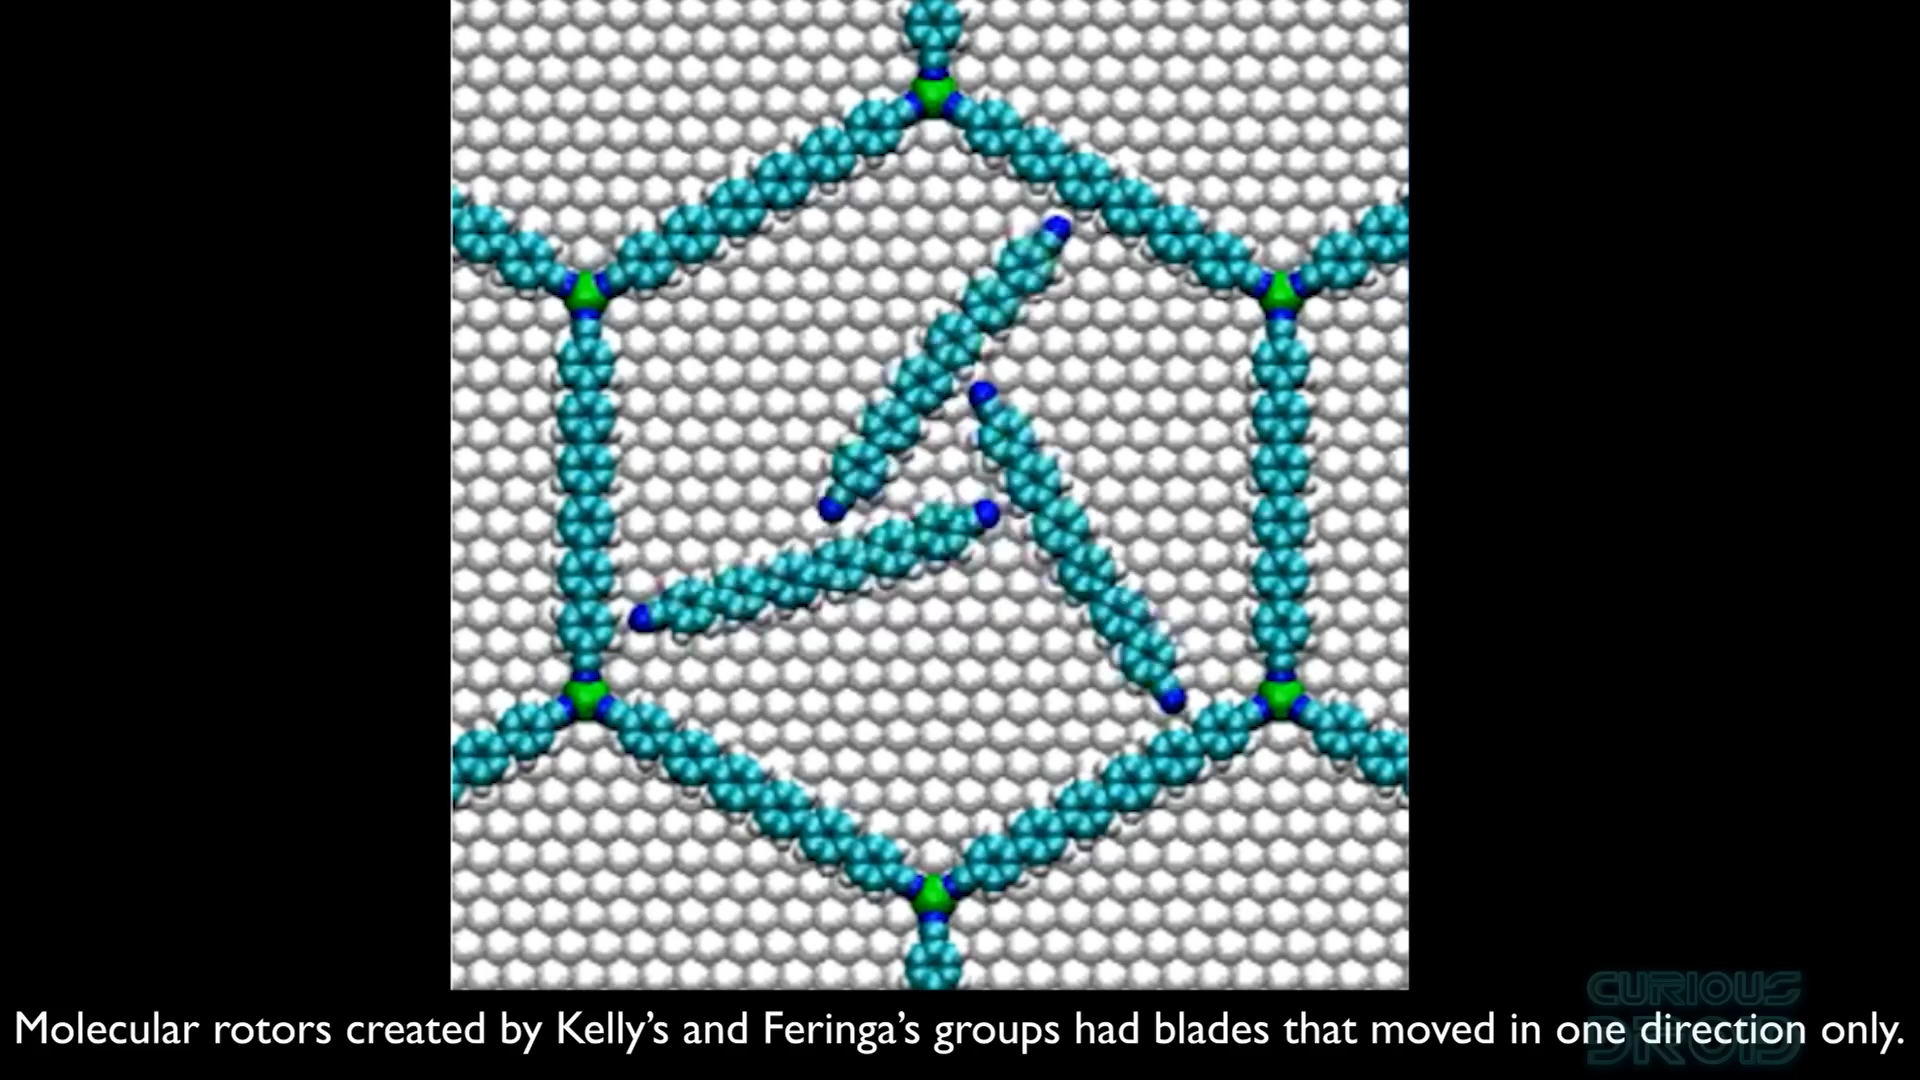 Molecular rotors created by Kelly’s and Feringa’s groups had blades that moved in one direction only.
CURIOUS
DROID